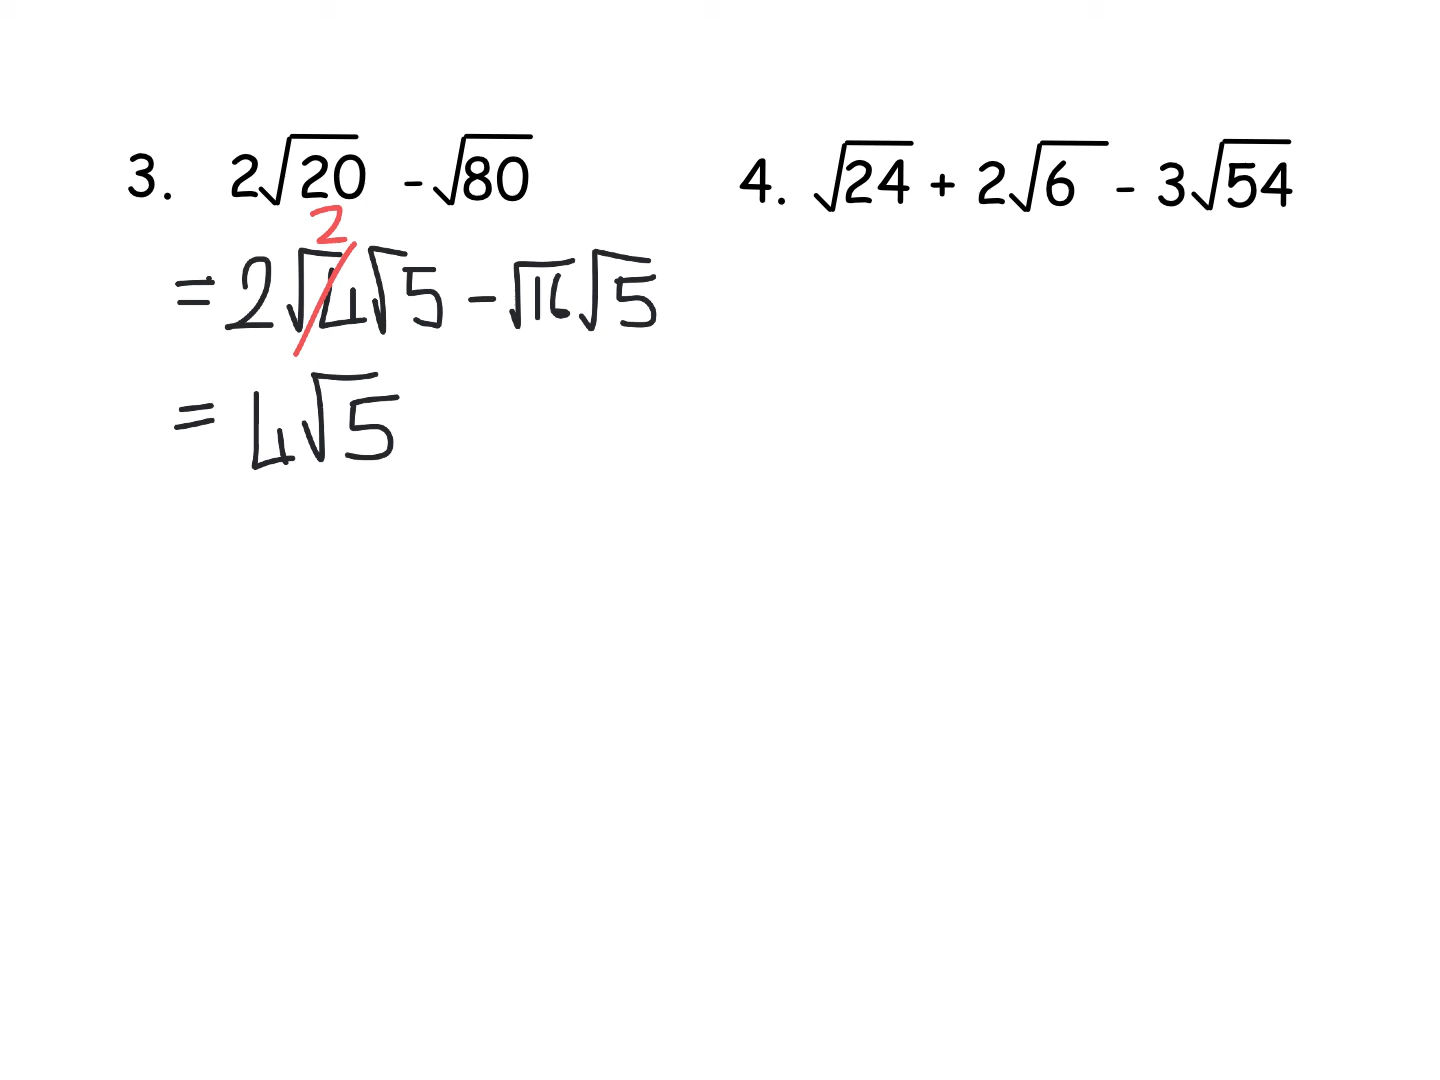 3. 2√20 - √80
2
= 2√4√5 - √16√5
= 4√5
4. √24 + 2√6 - 3√54